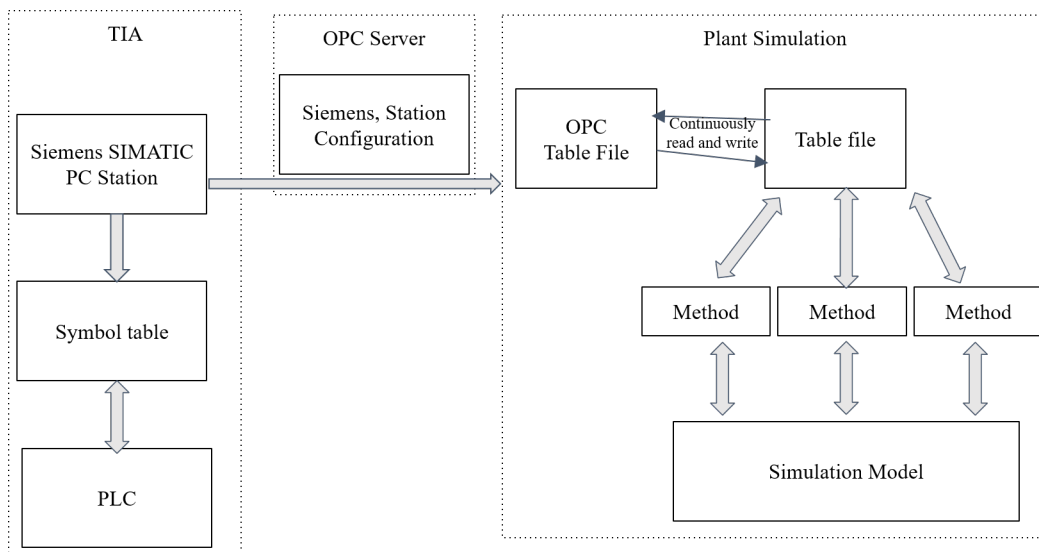 TIA
Siemens SIMATIC
PC Station
Symbol table
PLC
OPC Server
Siemens, Station
Configuration
Plant Simulation
OPC
Table File
Continuously
read and write
Table file
Method
Method
Method
Simulation Model